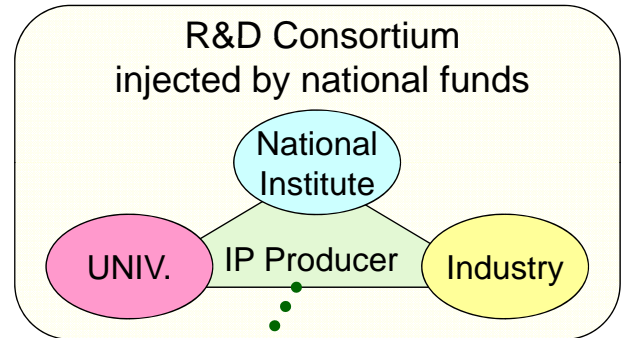 R&D Consortium
injected by national funds
National
Institute
UNIV.
IP Producer
Industry